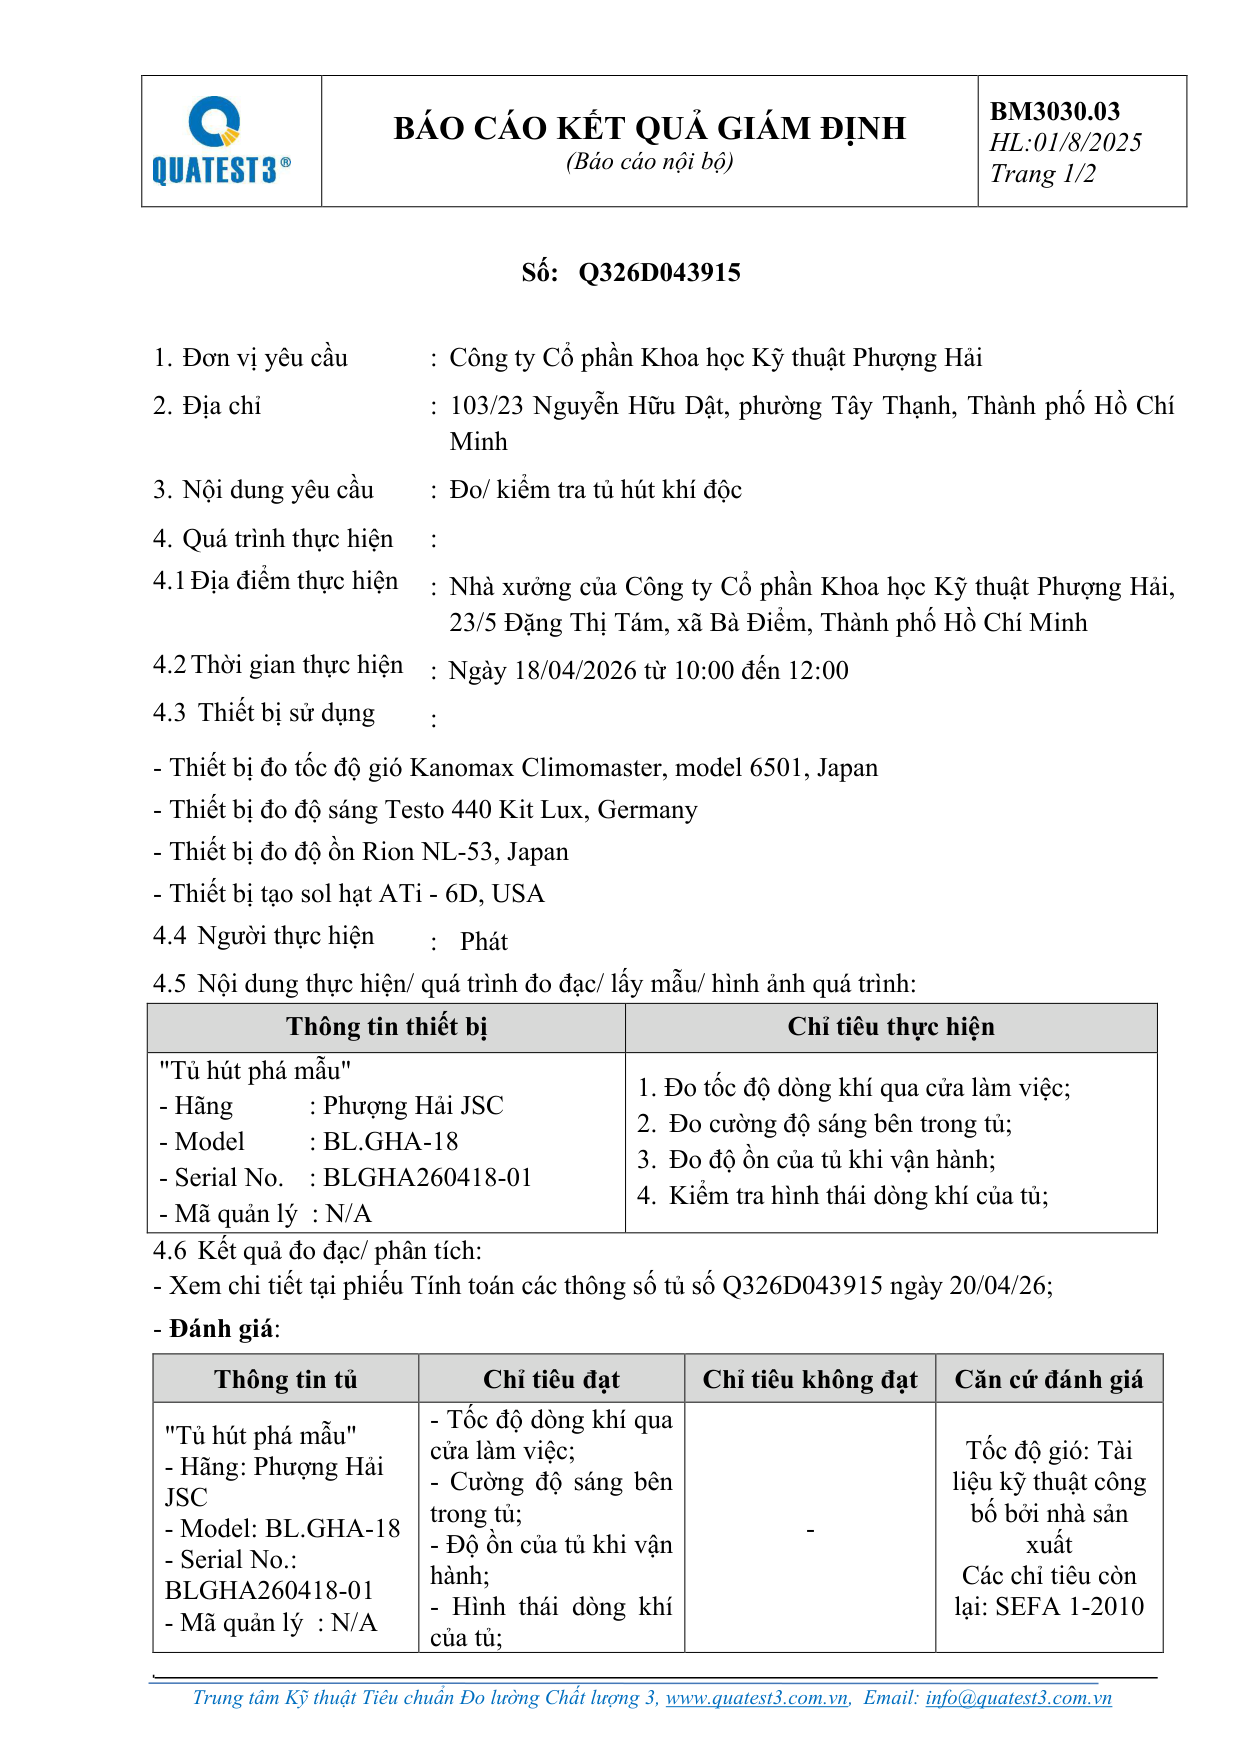 QUATEST 3®
BÁO CÁO KẾT QUẢ GIÁM ĐỊNH
(Báo cáo nội bộ)
BM3030.03
HL:01/8/2025
Trang 1/2
Số: Q326D043915
1. Đơn vị yêu cầu : Công ty Cổ phần Khoa học Kỹ thuật Phượng Hải
2. Địa chỉ : 103/23 Nguyễn Hữu Dật, phường Tây Thạnh, Thành phố Hồ Chí
Minh
3. Nội dung yêu cầu : Đo/ kiểm tra tủ hút khí độc
4. Quá trình thực hiện :
4.1 Địa điểm thực hiện : Nhà xưởng của Công ty Cổ phần Khoa học Kỹ thuật Phượng Hải,
23/5 Đặng Thị Tám, xã Bà Điểm, Thành phố Hồ Chí Minh
4.2 Thời gian thực hiện : Ngày 18/04/2026 từ 10:00 đến 12:00
4.3 Thiết bị sử dụng :
- Thiết bị đo tốc độ gió Kanomax Climomaster, model 6501, Japan
- Thiết bị đo độ sáng Testo 440 Kit Lux, Germany
- Thiết bị đo độ ồn Rion NL-53, Japan
- Thiết bị tạo sol hạt ATi - 6D, USA
4.4 Người thực hiện : Phát
4.5 Nội dung thực hiện/ quá trình đo đạc/ lấy mẫu/ hình ảnh quá trình:
Thông tin thiết bị
Chỉ tiêu thực hiện
"Tủ hút phá mẫu"
- Hãng : Phượng Hải JSC
- Model : BL.GHA-18
- Serial No. : BLGHA260418-01
- Mã quản lý : N/A
1. Đo tốc độ dòng khí qua cửa làm việc;
2. Đo cường độ sáng bên trong tủ;
3. Đo độ ồn của tủ khi vận hành;
4. Kiểm tra hình thái dòng khí của tủ;
4.6 Kết quả đo đạc/ phân tích:
- Xem chi tiết tại phiếu Tính toán các thông số tủ số Q326D043915 ngày 20/04/26;
- Đánh giá:
Thông tin tủ
Chỉ tiêu đạt
Chỉ tiêu không đạt
Căn cứ đánh giá
"Tủ hút phá mẫu"
- Hãng: Phượng Hải
JSC
- Model: BL.GHA-18
- Serial No.:
BLGHA260418-01
- Mã quản lý : N/A
- Tốc độ dòng khí qua
cửa làm việc;
- Cường độ sáng bên
trong tủ;
- Độ ồn của tủ khi vận
hành;
- Hình thái dòng khí
của tủ;
-
Tốc độ gió: Tài
liệu kỹ thuật công
bố bởi nhà sản
xuất
Các chỉ tiêu còn
lại: SEFA 1-2010
Trung tâm Kỹ thuật Tiêu chuẩn Đo lường Chất lượng 3, www.quatest3.com.vn, Email: info@quatest3.com.vn